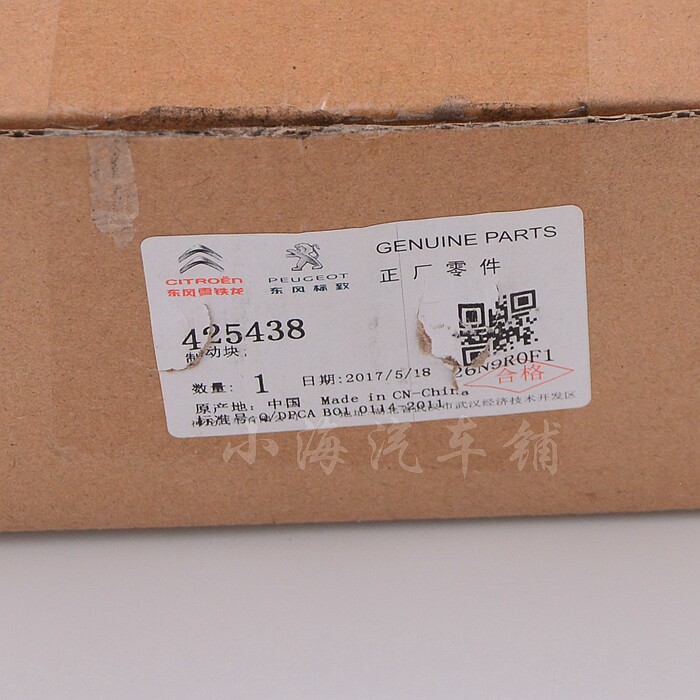 CITROËN
东风雪铁龙
PEUGEOT
东风标致
GENUINE PARTS
正厂零件
425438
制动块;
数量: 1 日期:2017/5/18
26N9R0F1
合格
原产地: 中国 Made in CN-China
标准号:Q/DPCA B01 0114-2011
市武汉经济技术开发区
小海汽车铺